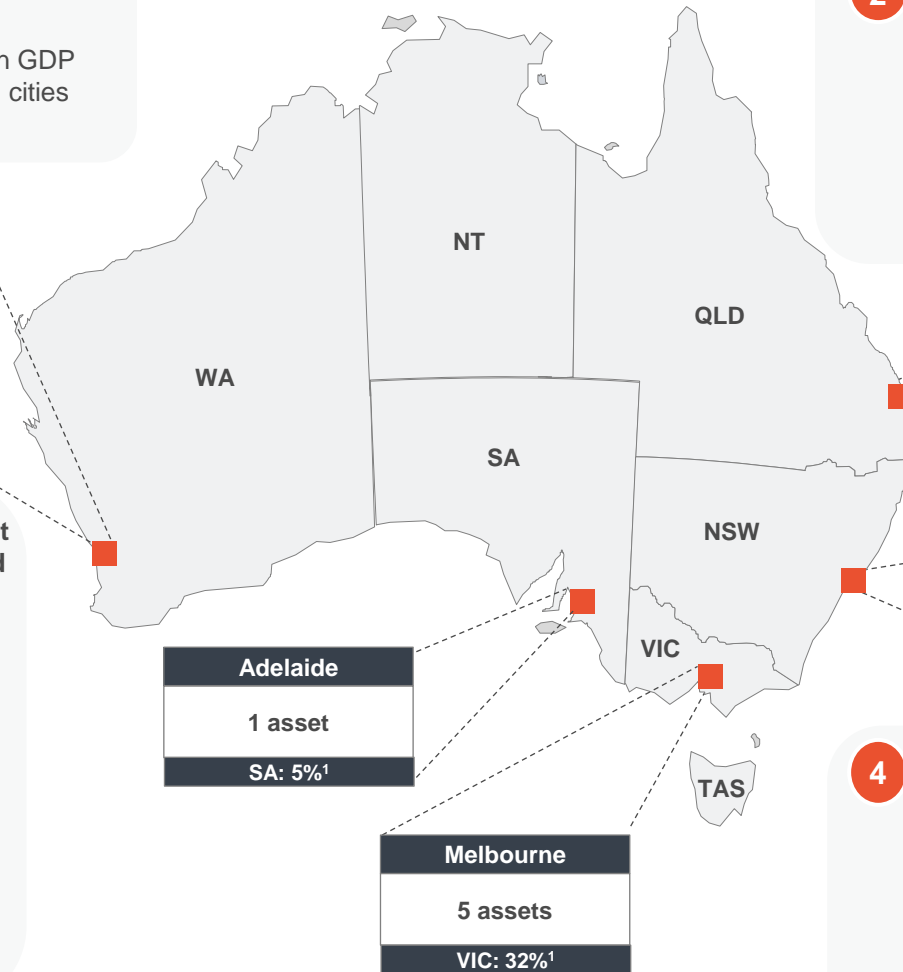 n GDP
cities
2
NT
QLD
WA
SA
NSW
t
d
VIC
Adelaide
1 asset
SA: 5%¹
TAS
4
Melbourne
5 assets
VIC: 32%¹